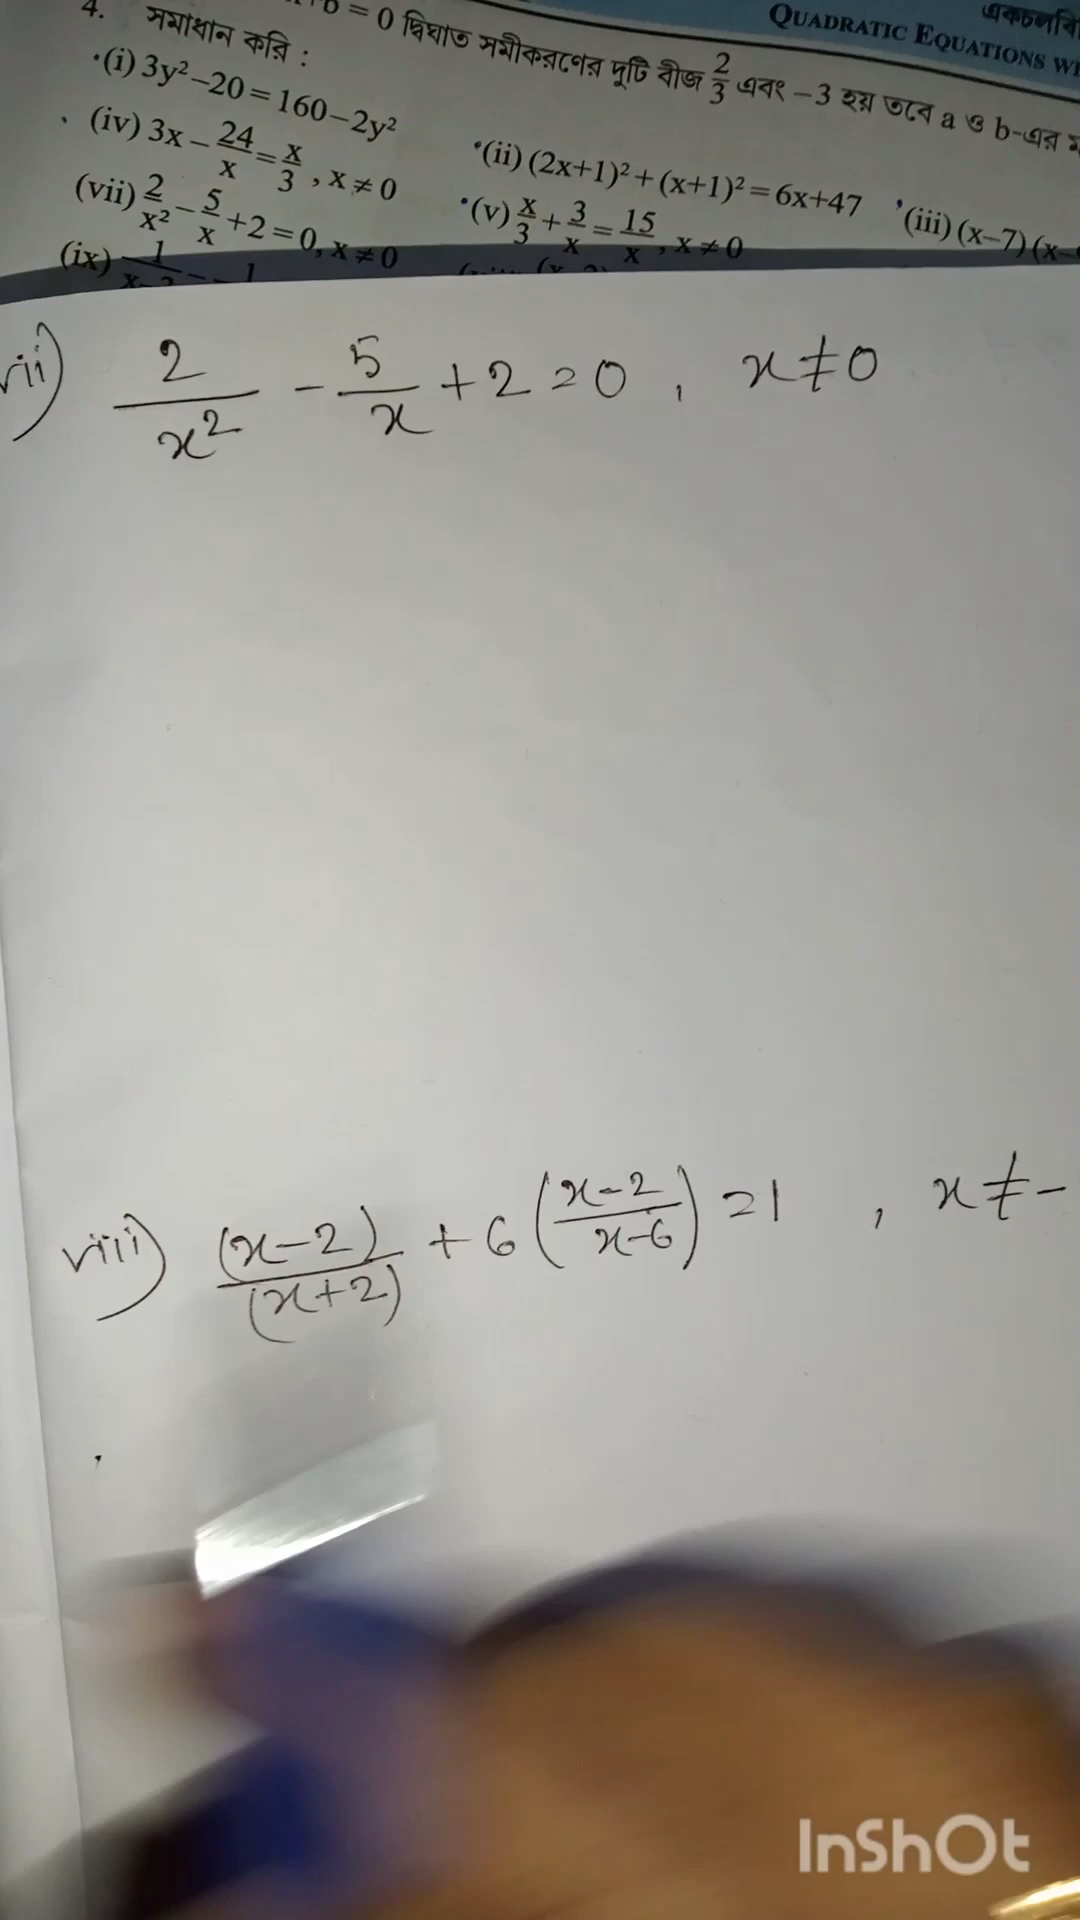 QUADRATIC EQUATIONS
b = 0 দ্বিঘাত সমীকরণের দুটি বীজ 2/3 এবং –3 হয় তবে a ও b-এর
4. সমাধান করি :
(i) 3y²–20=160–2y²
(ii) (2x+1)²+(x+1)²=6x+47
(iii) (x–7)(x–
(iv) 3x–24/x=x/3, x≠0
(v) x/3+3/x=15/x, x≠0
(vii) 2/x²–5/x+2=0, x≠0
(ix)
vii) 2/x² - 5/x +2=0, x≠0
viii) (x-2)/(x+2) + 6(x-2/x-6) =1, x≠-
InShOt